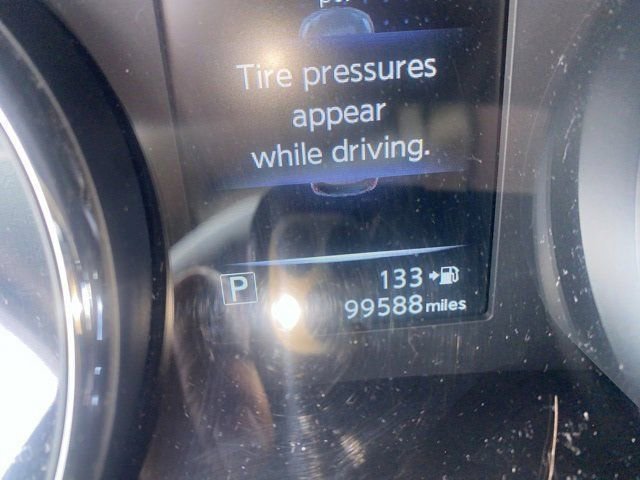 Tire pressures
appear
while driving.
P 133
99588 miles